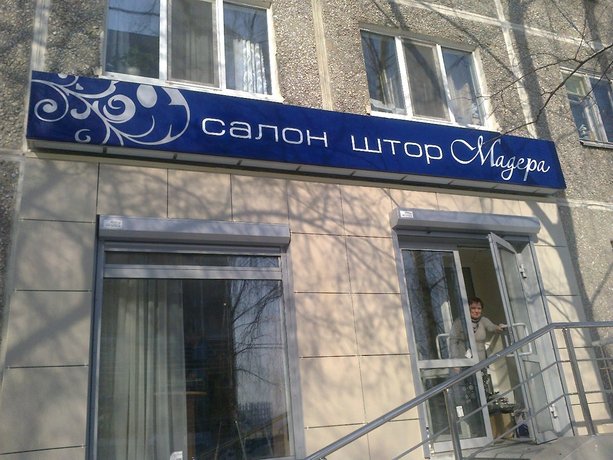 салон штор Мадера